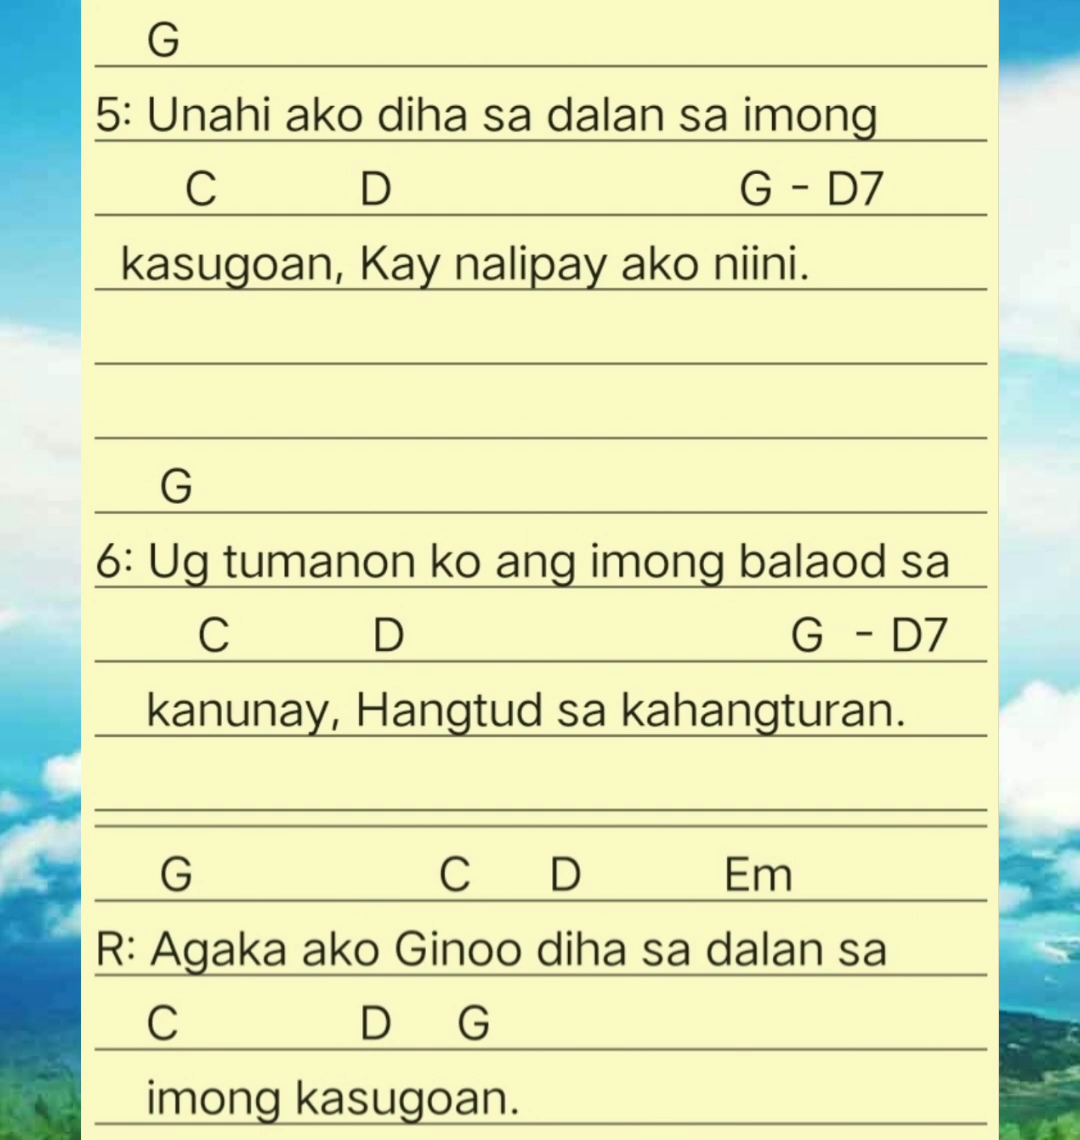 G
5: Unahi ako diha sa dalan sa imong
C D G - D7
kasugoan, Kay nalipay ako niini.
G
6: Ug tumanon ko ang imong balaod sa
C D G - D7
kanunay, Hangtud sa kahangturan.
G C D Em
R: Agaka ako Ginoo diha sa dalan sa
C D G
imong kasugoan.